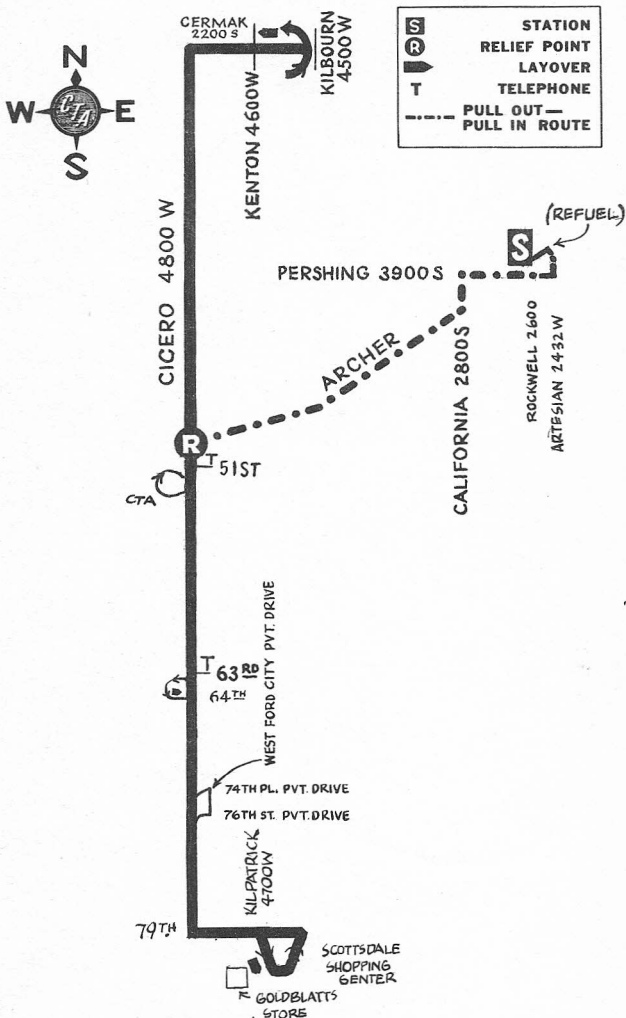 CERMAK
2200 S
KILBOURN
4500 W
KENTON 4600W
N
W
CTA
E
S
S STATION
R RELIEF POINT
LAYOVER
T TELEPHONE
PULL OUT—
PULL IN ROUTE
CICERO 4800 W
(REFUEL)
S
PERSHING 3900 S
ARCHER
CALIFORNIA 2800S
ROCKWELL 2600
ARTESIAN 2432W
R
T 51ST
CTA
T 63RD
64TH
WEST FORD CITY PVT. DRIVE
74TH PL. PVT. DRIVE
76TH ST. PVT. DRIVE
KILPATRICK
4700W
79TH
SCOTTSDALE
SHOPPING
CENTER
GOLDBLATTS
STORE